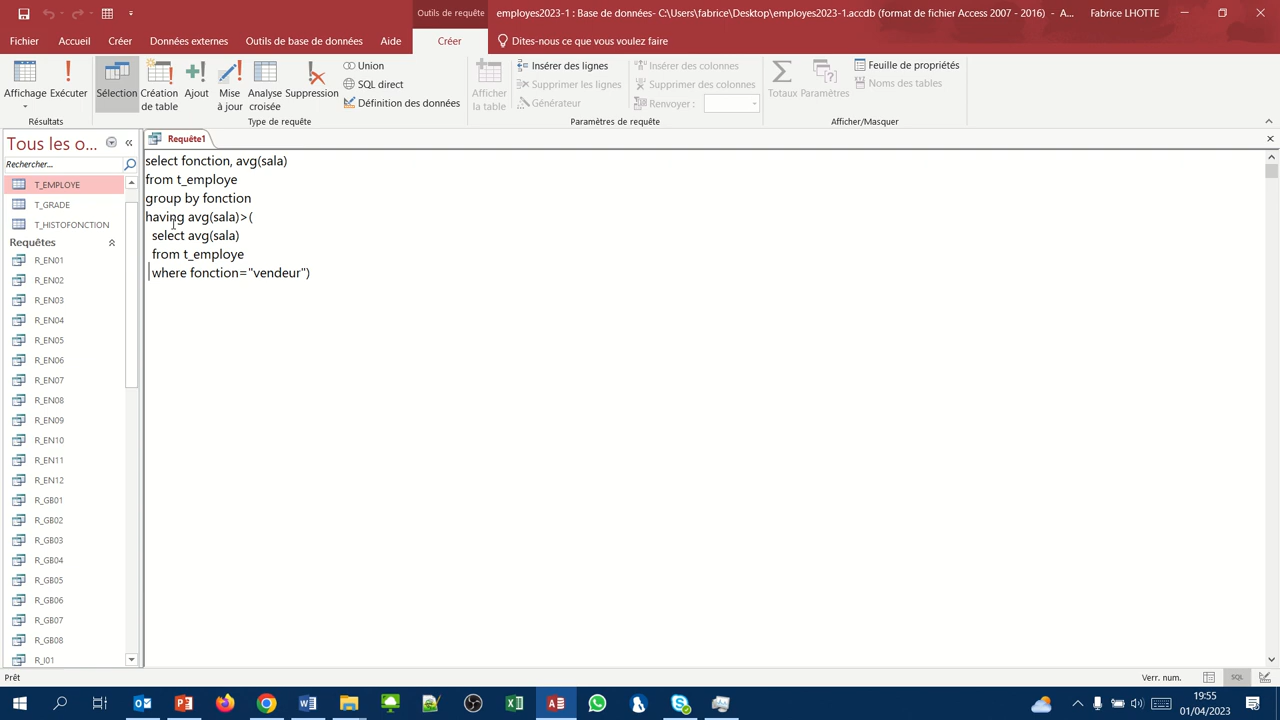 Outils de requête
employes2023-1 : Base de données- C:\Users\fabrice\Desktop\employes2023-1.accdb (format de fichier Access 2007 - 2016) - A...
Fabrice LHOTTE
Fichier
Accueil
Créer
Données externes
Outils de base de données
Aide
Créer
Dites-nous ce que vous voulez faire
Affichage
Exécuter
Résultats
Sélection
Création de table
Ajout
Mise à jour
Analyse croisée
Suppression
Union
SQL direct
Définition des données
Type de requête
Afficher la table
Insérer des lignes
Supprimer les lignes
Générateur
Insérer des colonnes
Supprimer des colonnes
Renvoyer :
Paramètres de requête
Totaux
Paramètres
Feuille de propriétés
Noms des tables
Afficher/Masquer
Tous les o...
Rechercher...
T_EMPLOYE
T_GRADE
T_HISTOFONCTION
Requêtes
R_EN01
R_EN02
R_EN03
R_EN04
R_EN05
R_EN06
R_EN07
R_EN08
R_EN09
R_EN10
R_EN11
R_EN12
R_GB01
R_GB02
R_GB03
R_GB04
R_GB05
R_GB06
R_GB07
R_GB08
R_I01
Requête1
select fonction, avg(sala)
from t_employe
group by fonction
having avg(sala)>(
select avg(sala)
from t_employe
where fonction="vendeur")
Prêt
Verr. num.
SQL
19:55
01/04/2023